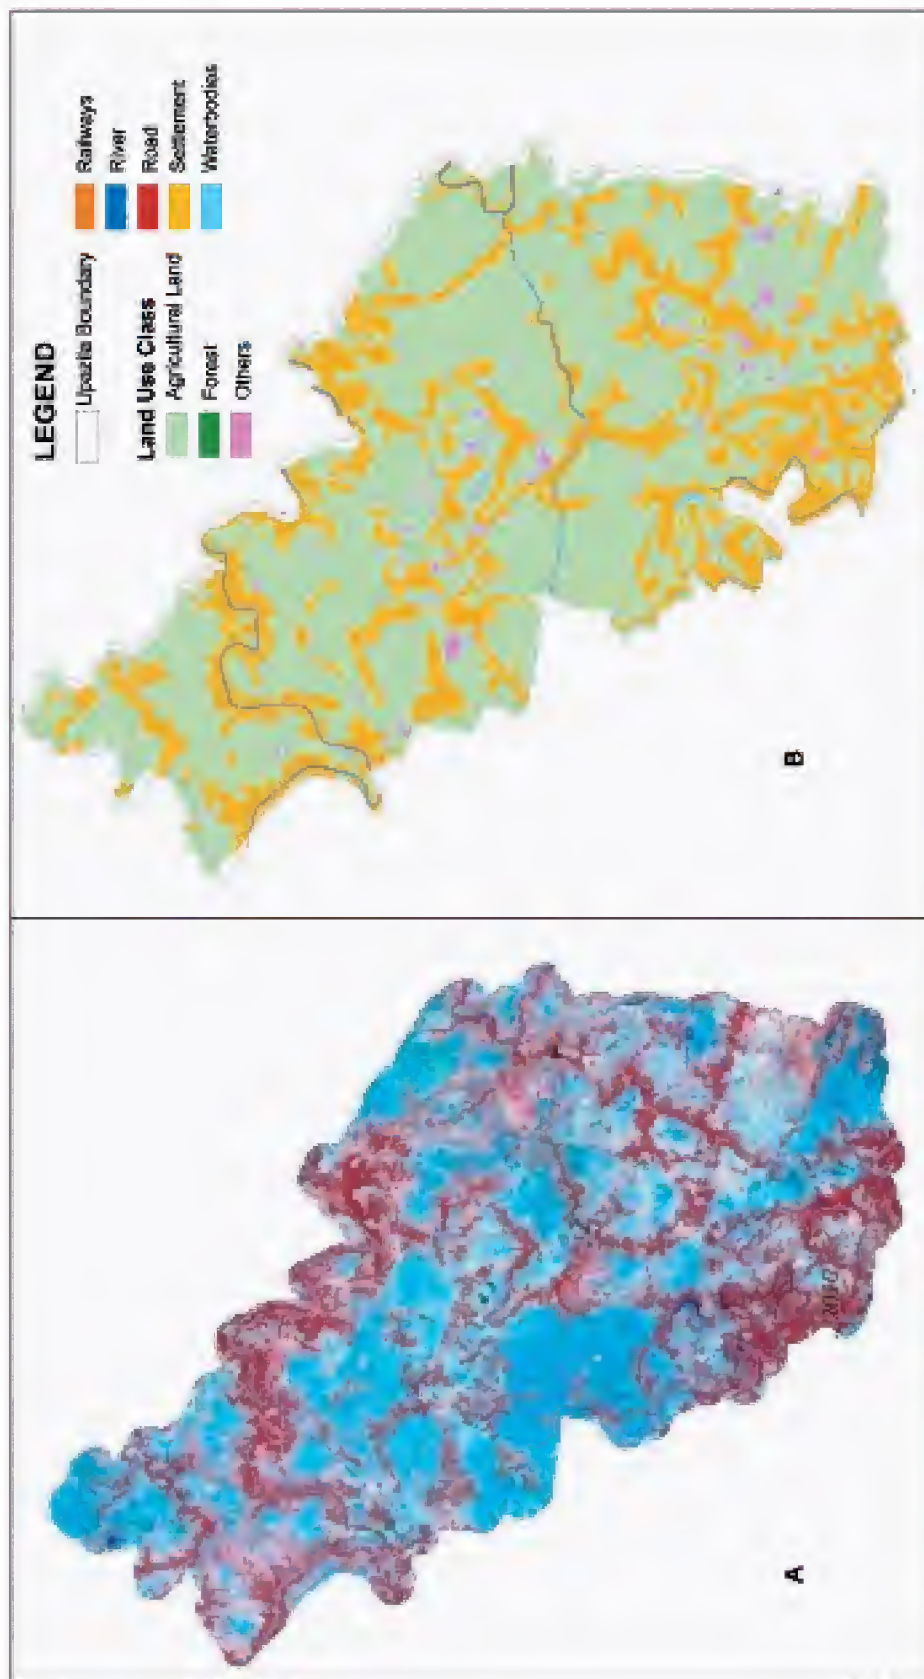 LEGEND
Upazila Boundary
Land Use Class
Agricultural Land
Forest
Others
Railways
River
Road
Settlement
Waterbodies
B
A